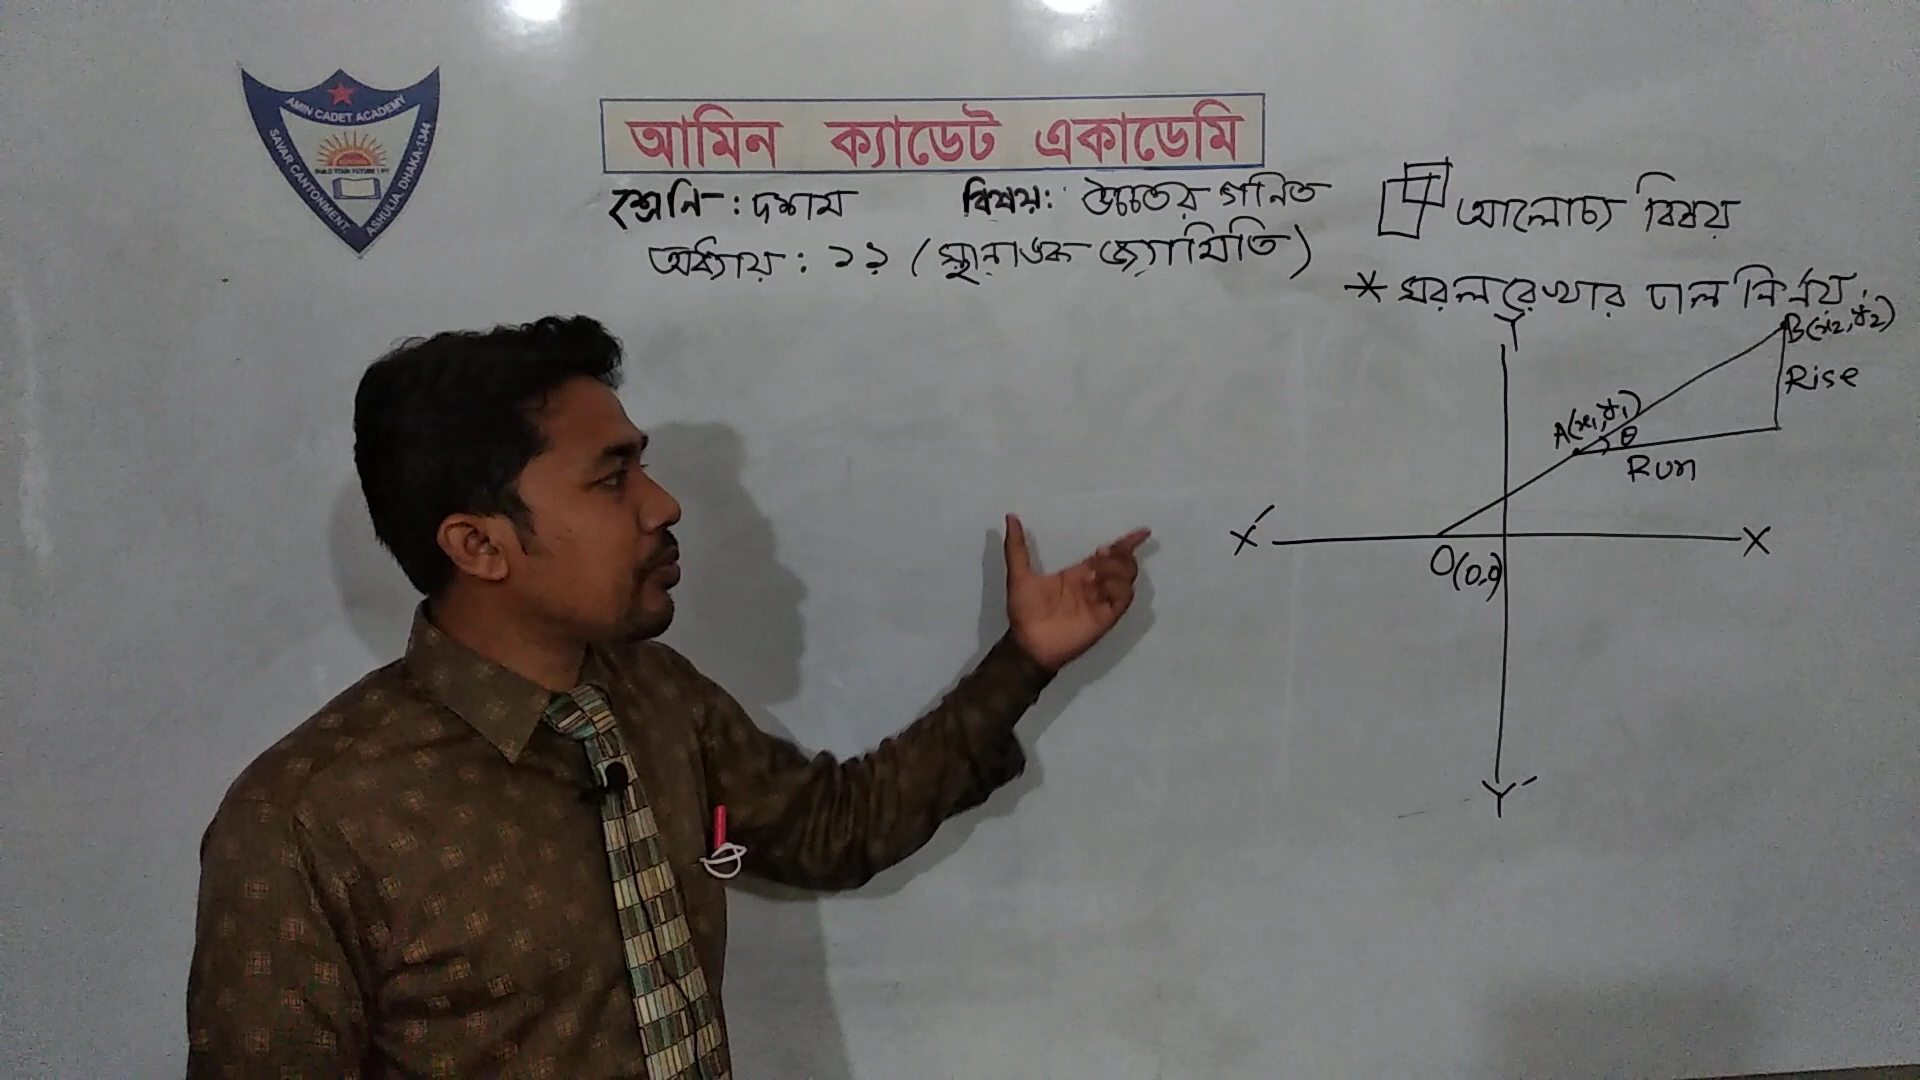 AMIN CADET ACADEMY
SAVAR CANTONMENT,
ASHULIA, DHAKA-1344
আমিন ক্যাডেট একাডেমি
শ্রেনি : দশম বিষয়: উচ্চতর গনিত
অধ্যায় : ১১ (স্থানাঙ্ক জ্যামিতি)
আলোচ্য বিষয়
* সরলরেখার ঢাল নির্ণয়:
Y
B(x₂,y₂)
Rise
A(x₁,y₁)
θ
Run
X′
X
O(0,0)
Y′